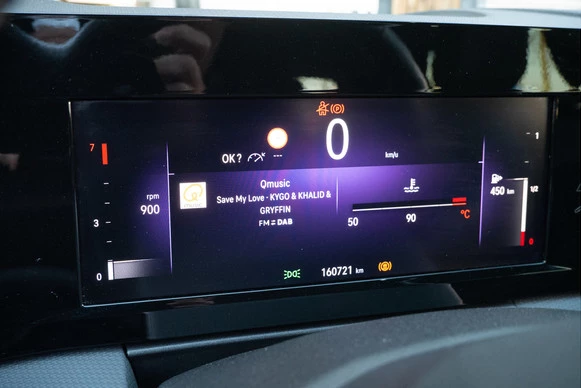 7
3
0
rpm
900
OK?
---
0
km/u
Qmusic
Save My Love · KYGO & KHALID &
GRYFFIN
FM = DAB
50
90
°C
450 km
1
1/2
0
160721 km